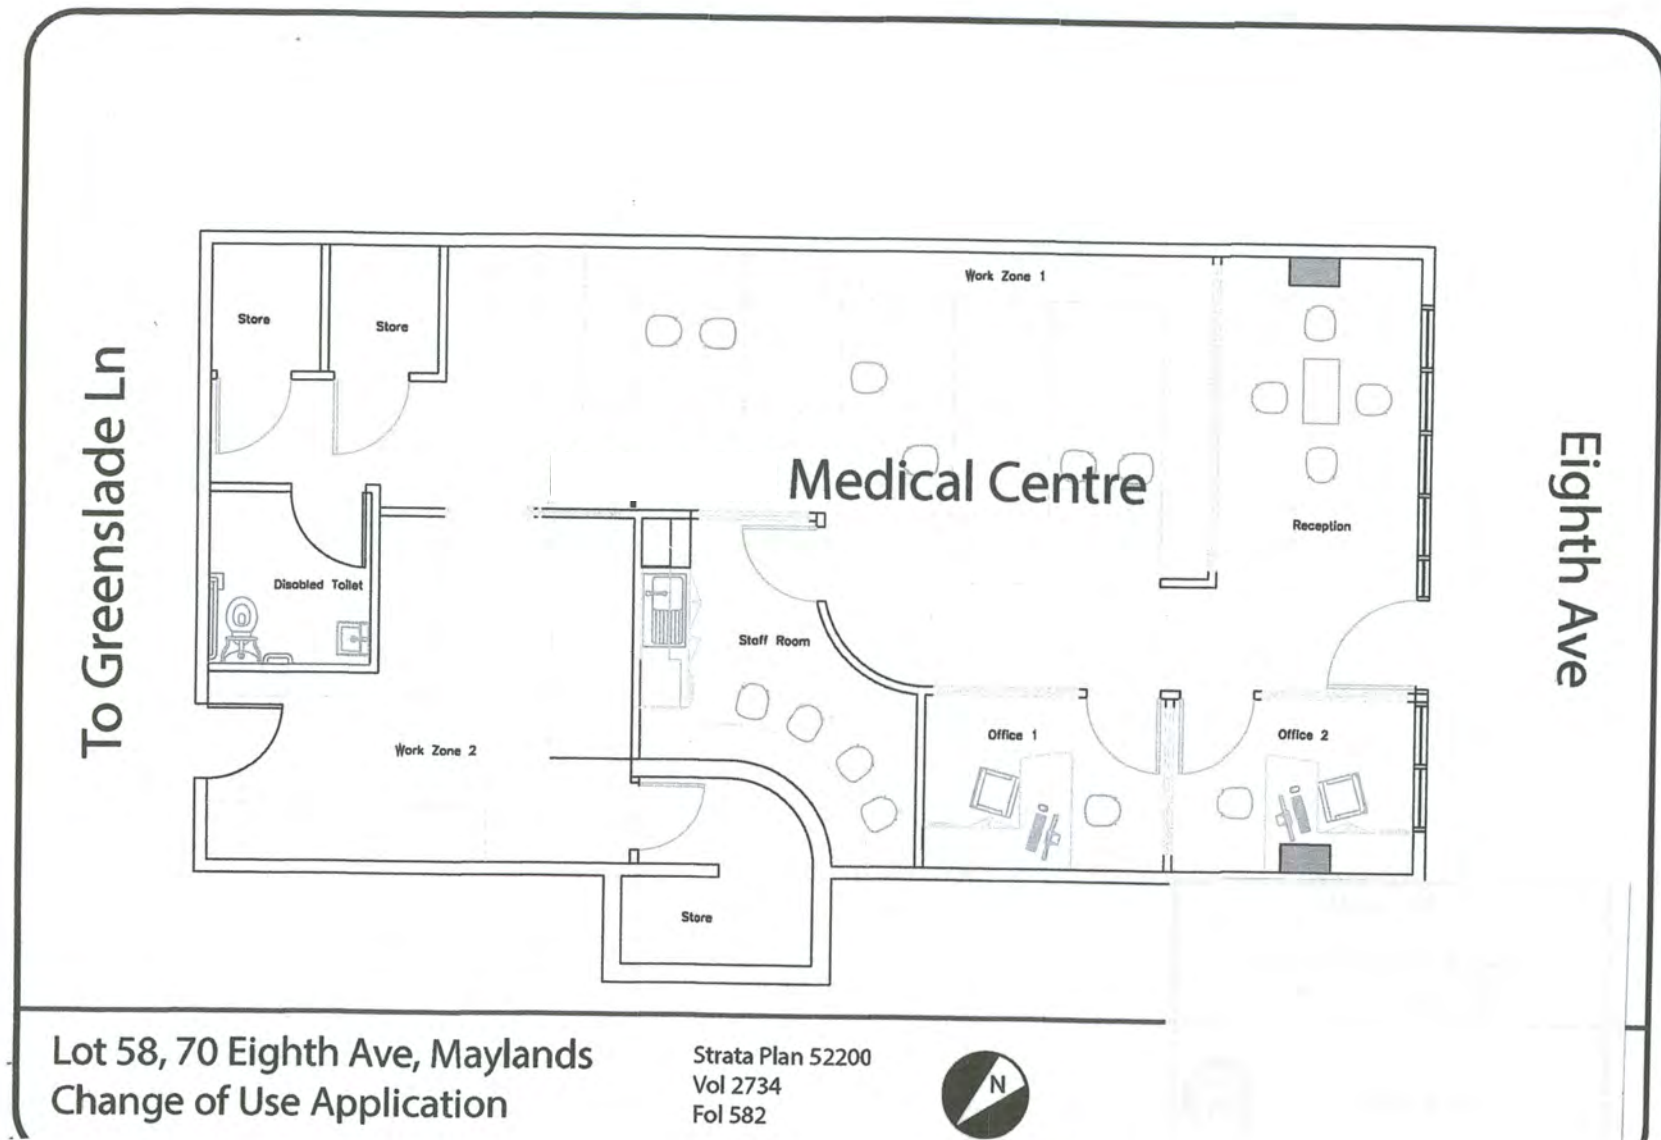 Work Zone 1
Store
Store
Medical Centre
Reception
Disabled Toilet
Staff Room
Work Zone 2
Office 1
Office 2
Store
To Greenslade Ln
Eighth Ave
Lot 58, 70 Eighth Ave, Maylands
Change of Use Application
Strata Plan 52200
Vol 2734
Fol 582
N